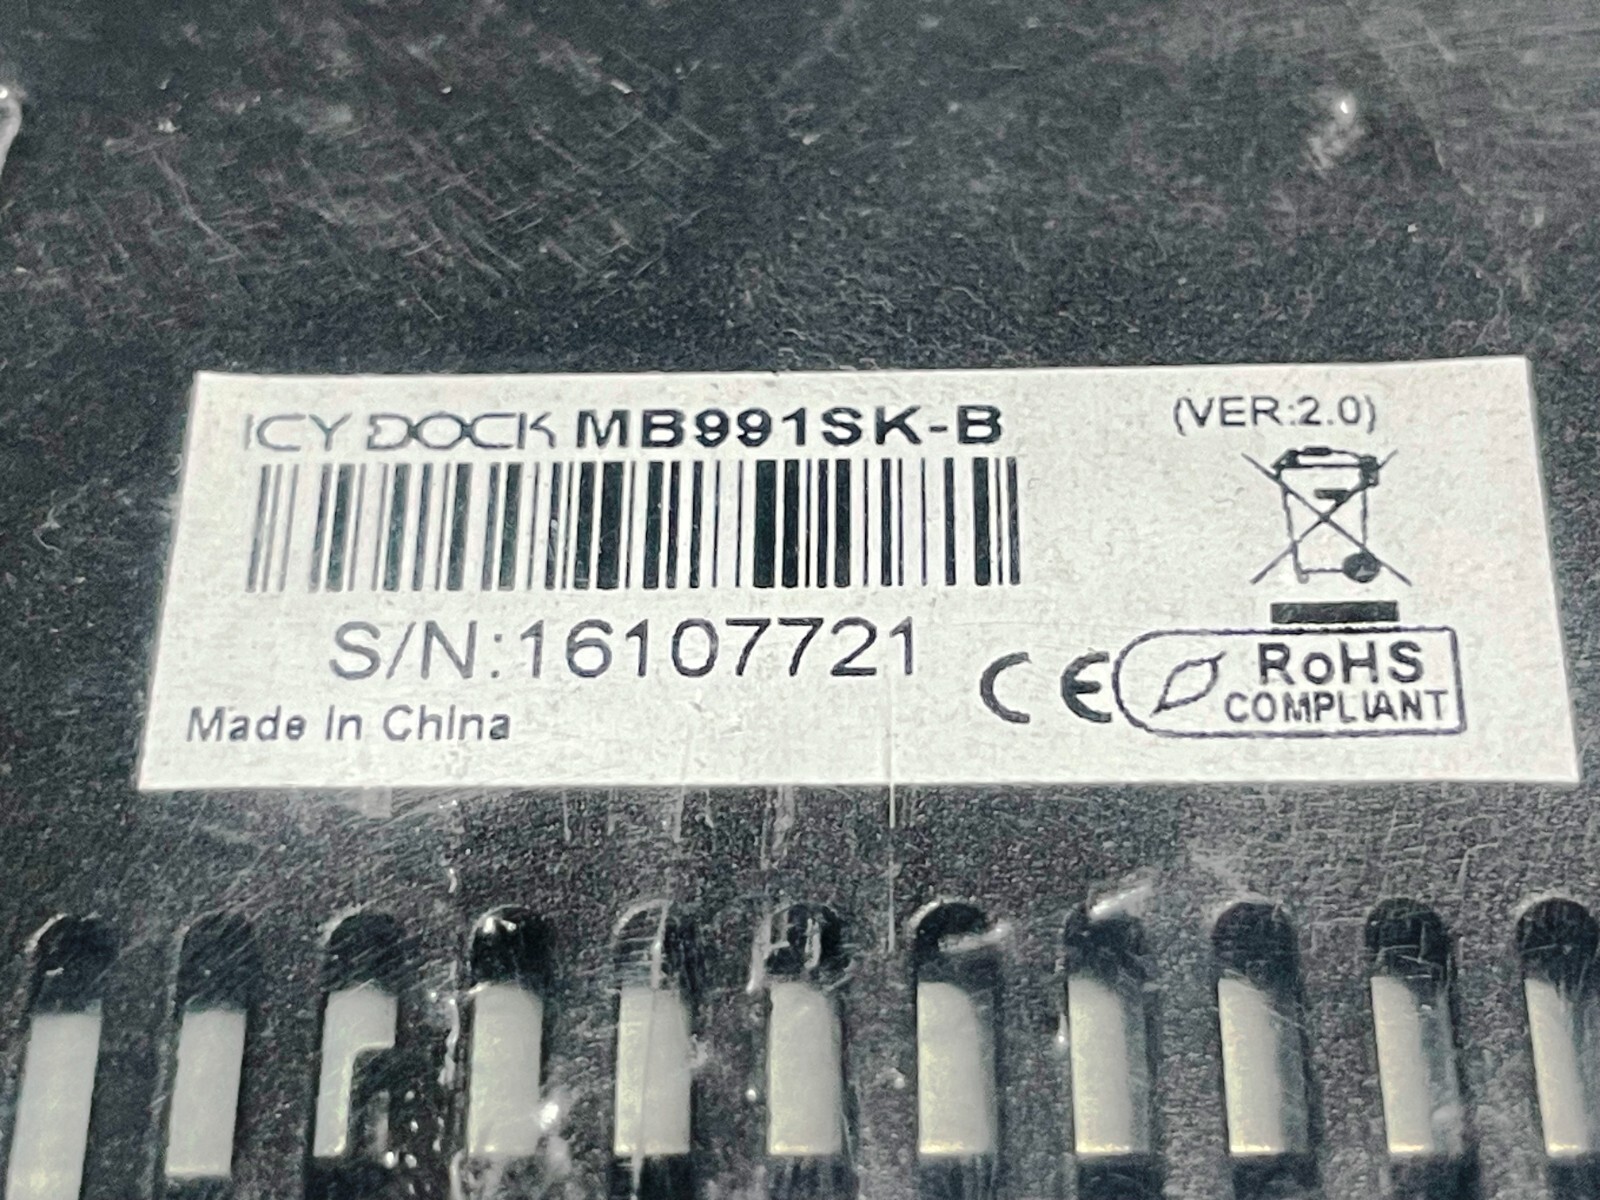 ICY DOCK MB991SK-B (VER:2.0)
S/N:16107721
Made In China
CE RoHS
COMPLIANT